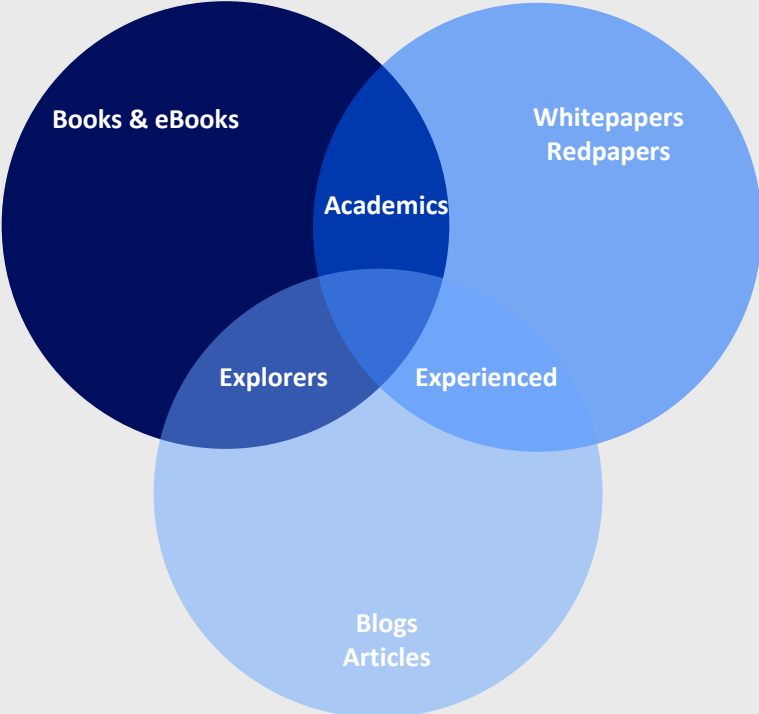 Books & eBooks
Whitepapers
Redpapers
Academics
Explorers
Experienced
Blogs
Articles